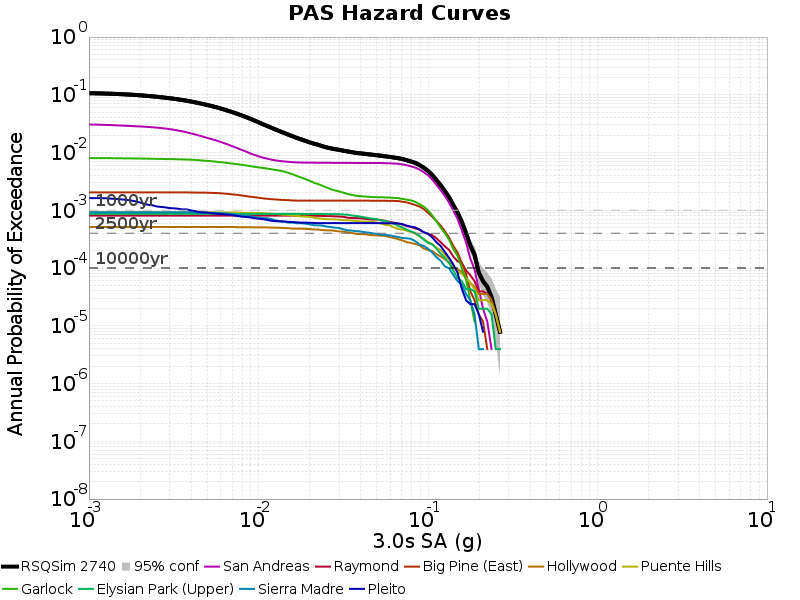 PAS Hazard Curves
Annual Probability of Exceedance
10^0
10^-1
10^-2
10^-3
10^-4
10^-5
10^-6
10^-7
10^-8
1000yr
2500yr
10000yr
10^-3 10^-2 10^-1 10^0 10^1
3.0s SA (g)
RSQSim 2740 95% conf San Andreas Raymond Big Pine (East) Hollywood Puente Hills
Garlock Elysian Park (Upper) Sierra Madre Pleito